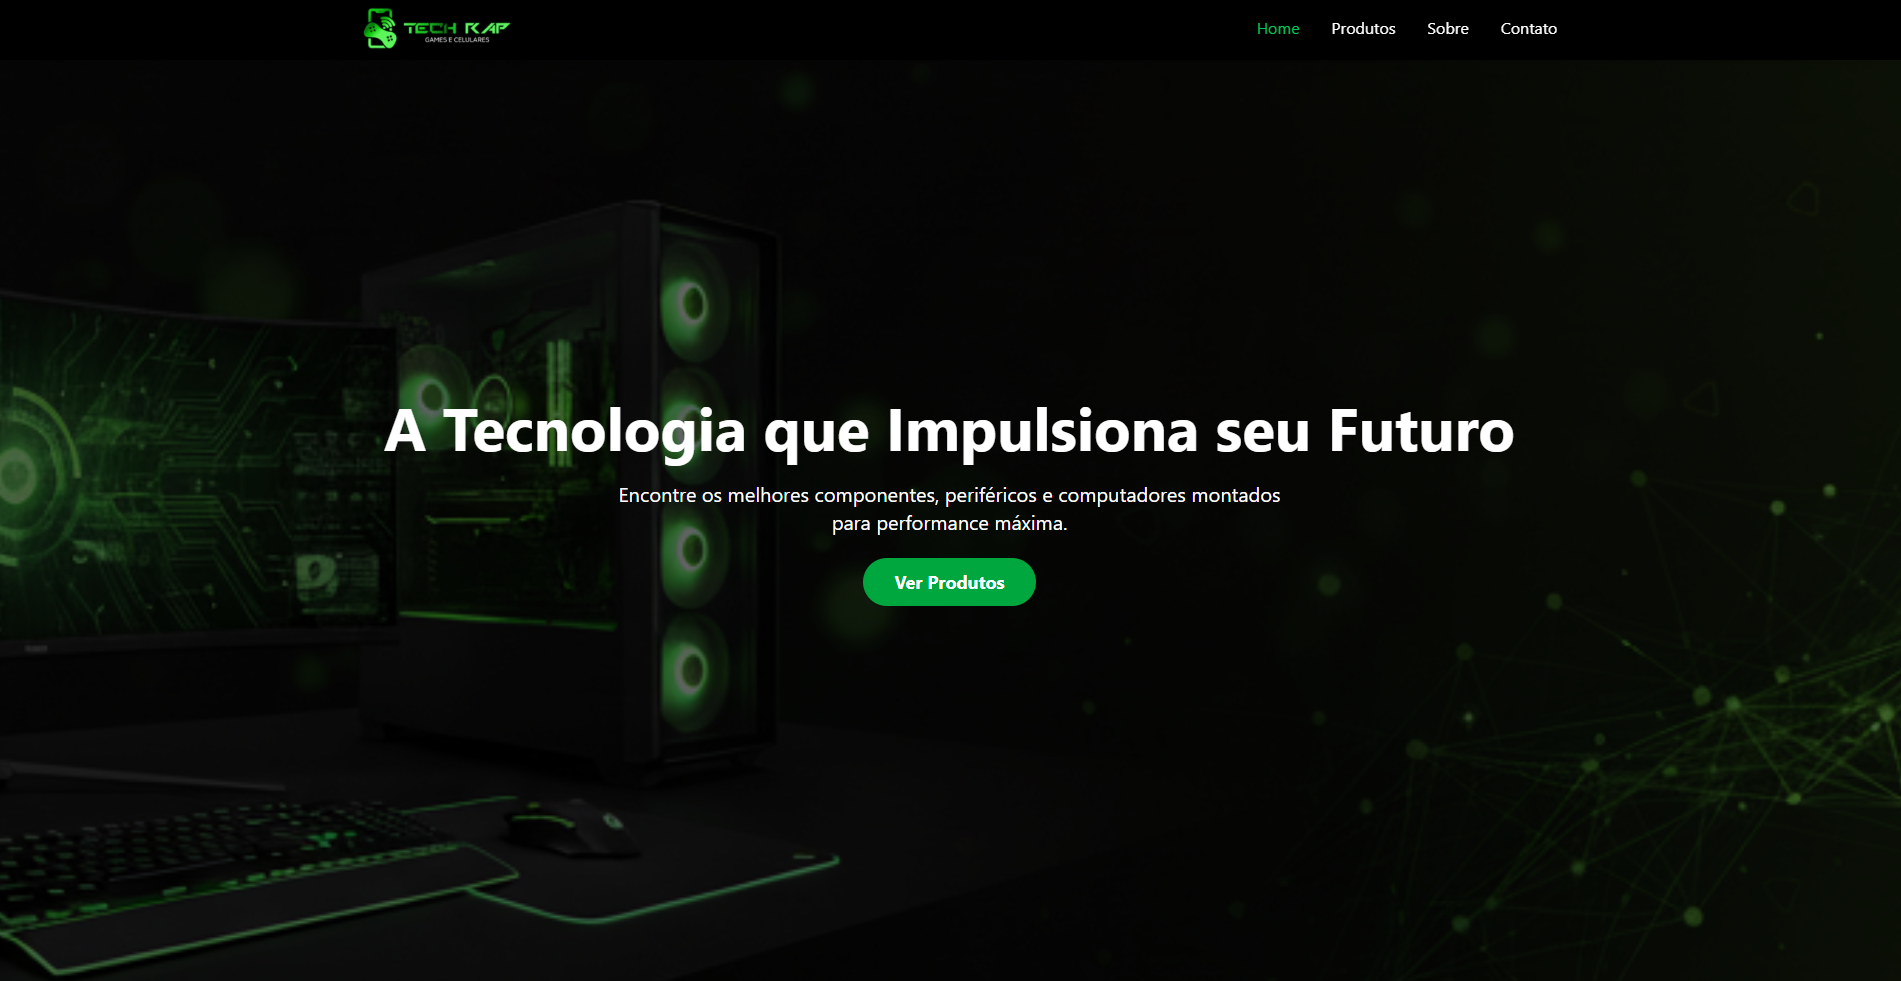 TECH RAP
GAMES E CELULARES
Home
Produtos
Sobre
Contato
A Tecnologia que Impulsiona seu Futuro
Encontre os melhores componentes, periféricos e computadores montados
para performance máxima.
Ver Produtos